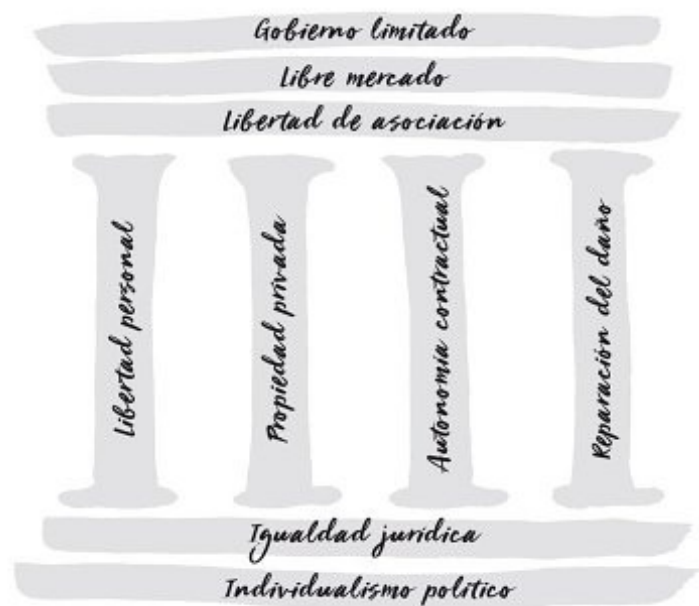 Gobierno limitado
Libre mercado
Libertad de asociación
Libertad personal
Propiedad privada
Autonomía contractual
Reparación del daño
Igualdad jurídica
Individualismo político